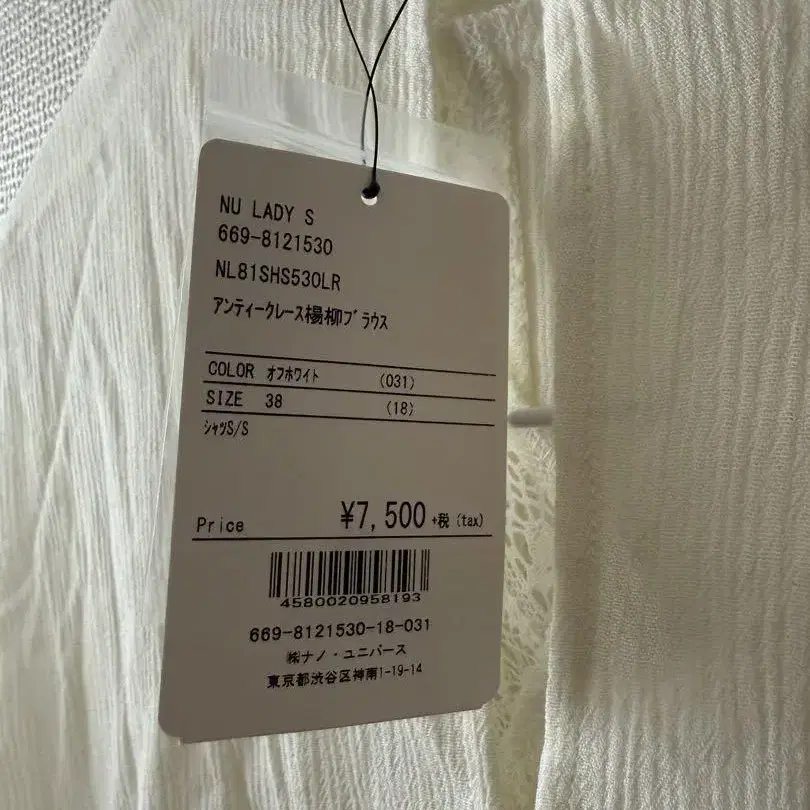 NU LADY S
669-8121530
NL81SHS530LR
アンティークレース楊柳ブラウス
COLOR オフホワイト (031)
SIZE 38 (18)
シャツS/S
Price ¥7,500 +税 (tax)
4580020958193
669-8121530-18-031
㈱ナノ・ユニバース
東京都渋谷区神南1-19-14